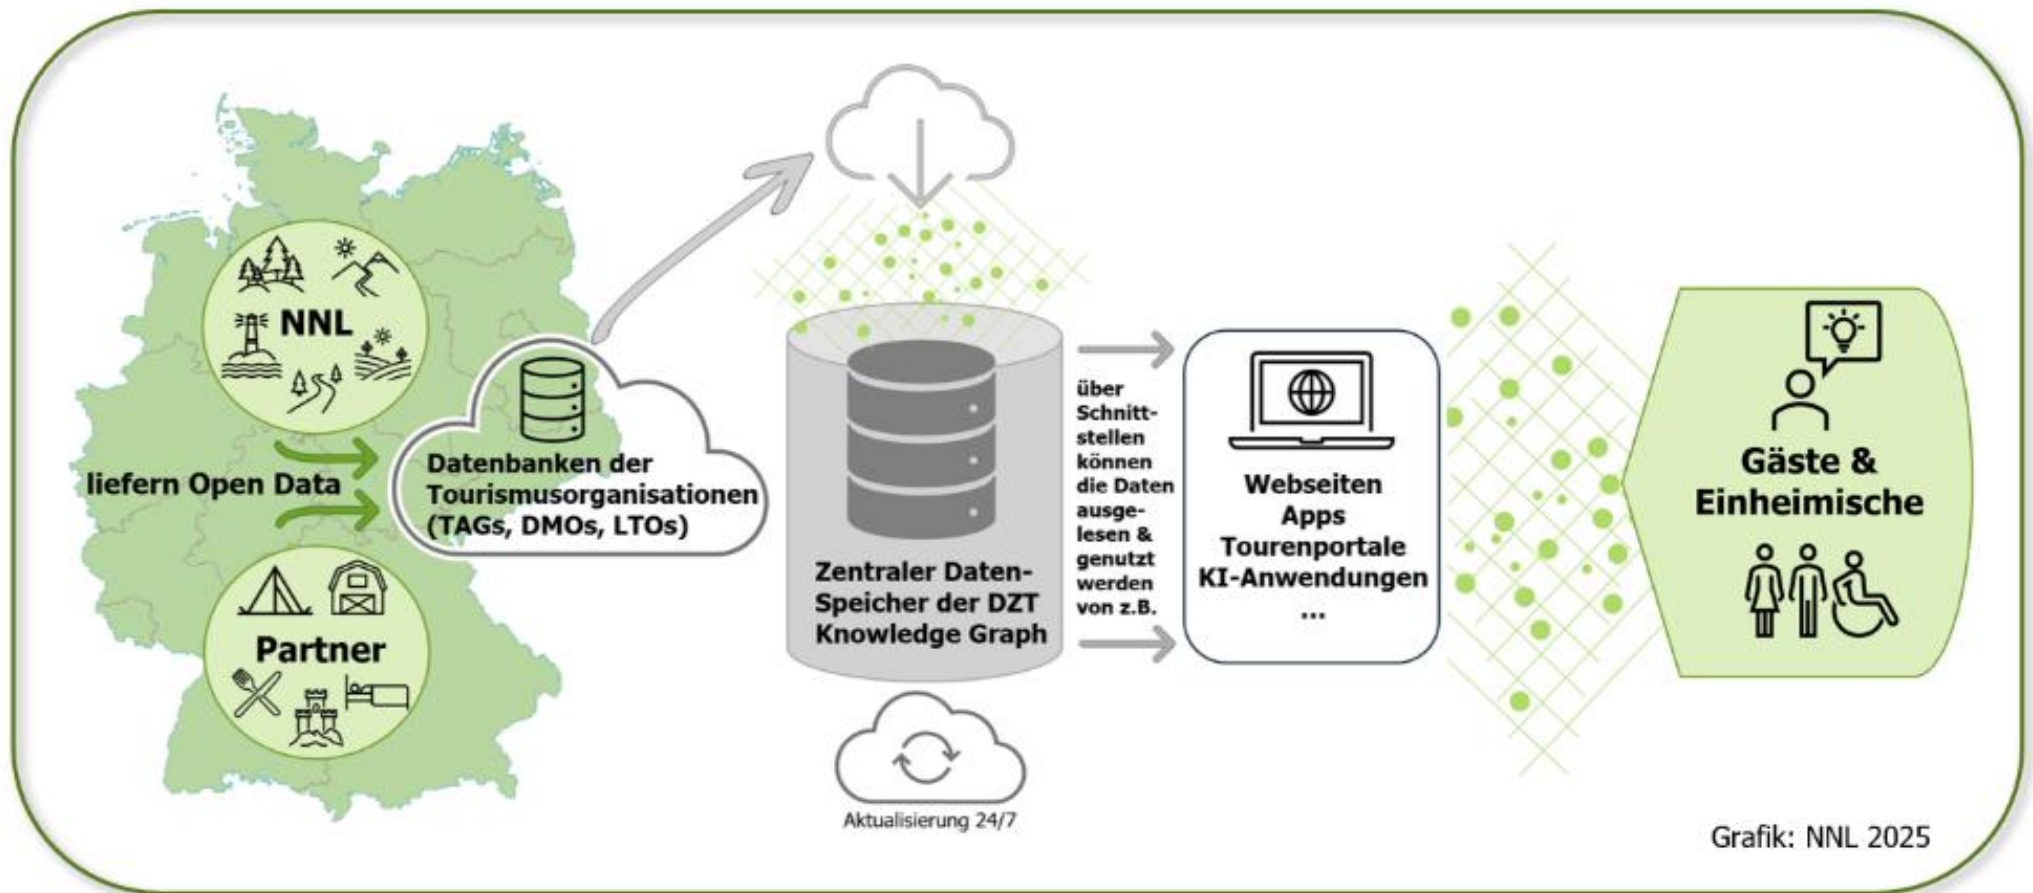 NNL
liefern Open Data
Partner
Datenbanken der
Tourismusorganisationen
(TAGs, DMOs, LTOs)
Zentraler Daten-
Speicher der DZT
Knowledge Graph
Aktualisierung 24/7
über
Schnitt-
stellen
können
die Daten
ausge-
lesen &
genutzt
werden
von z.B.
Webseiten
Apps
Tourenportale
KI-Anwendungen
...
Gäste &
Einheimische
Grafik: NNL 2025